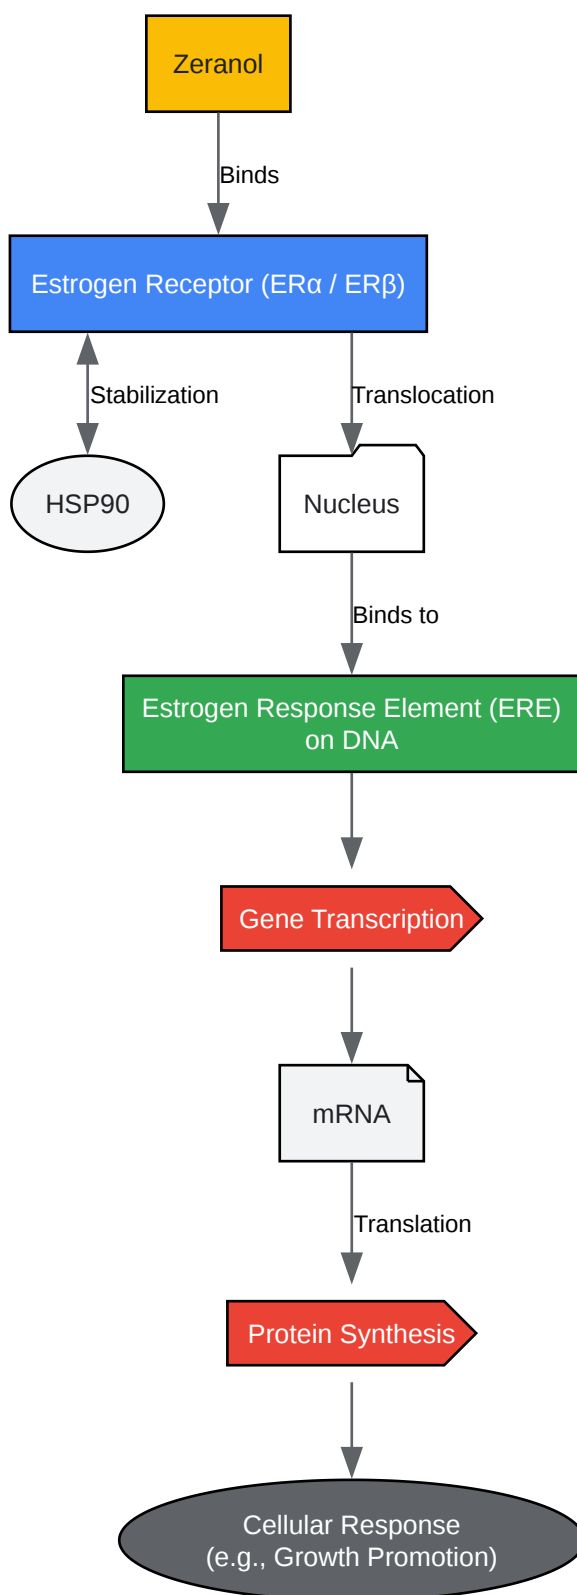 Zeranol
Binds
Estrogen Receptor (ERα / ERβ)
Stabilization
Translocation
HSP90
Nucleus
Binds to
Estrogen Response Element (ERE)
on DNA
Gene Transcription
mRNA
Translation
Protein Synthesis
Cellular Response
(e.g., Growth Promotion)